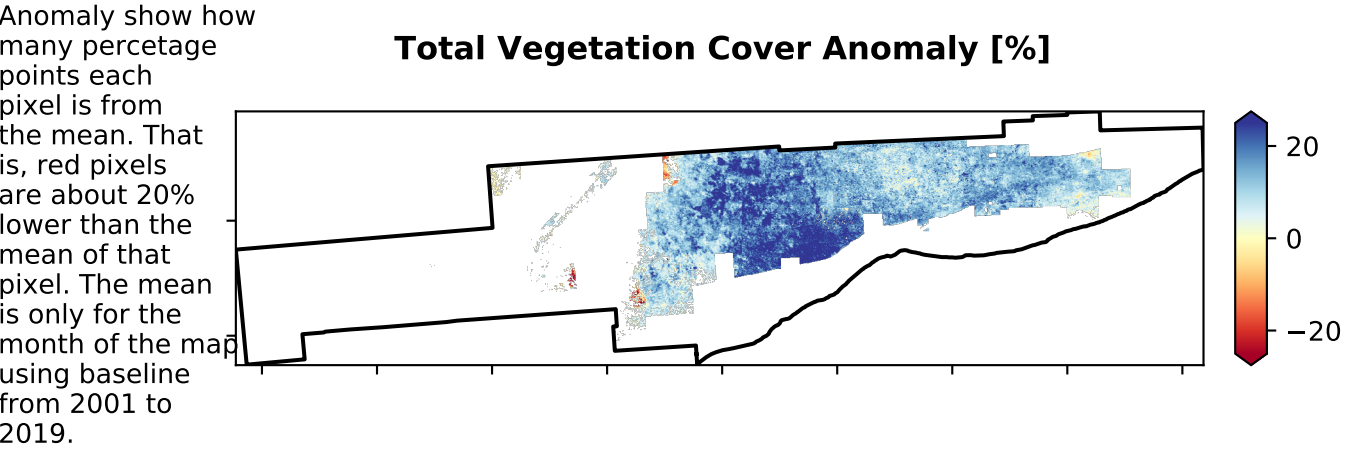 Anomaly show how
many percetage
points each
pixel is from
the mean. That
is, red pixels
are about 20%
lower than the
mean of that
pixel. The mean
is only for the
month of the map
using baseline
from 2001 to
2019.
Total Vegetation Cover Anomaly [%]
20
0
−20